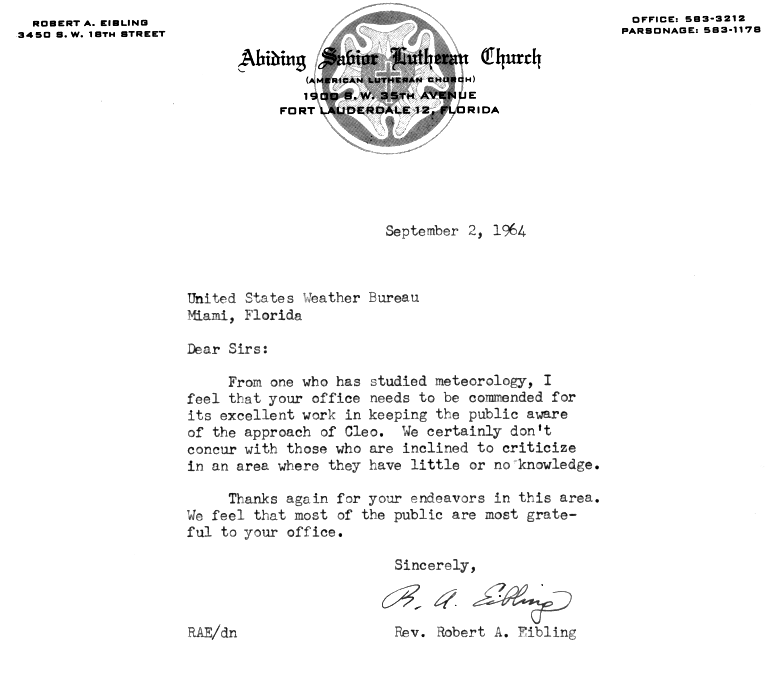 ROBERT A. EIBLING
3450 S. W. 18TH STREET
OFFICE: 583-3212
PARSONAGE: 583-1178
Abiding Savior Lutheran Church
(AMERICAN LUTHERAN CHURCH)
1900 S. W. 35TH AVENUE
FORT LAUDERDALE 12, FLORIDA
September 2, 1964
United States Weather Bureau
Miami, Florida
Dear Sirs:
From one who has studied meteorology, I
feel that your office needs to be commended for
its excellent work in keeping the public aware
of the approach of Cleo. We certainly don't
concur with those who are inclined to criticize
in an area where they have little or no knowledge.
Thanks again for your endeavors in this area.
We feel that most of the public are most grate-
ful to your office.
Sincerely,
R. A. Eibling
RAE/dn
Rev. Robert A. Eibling